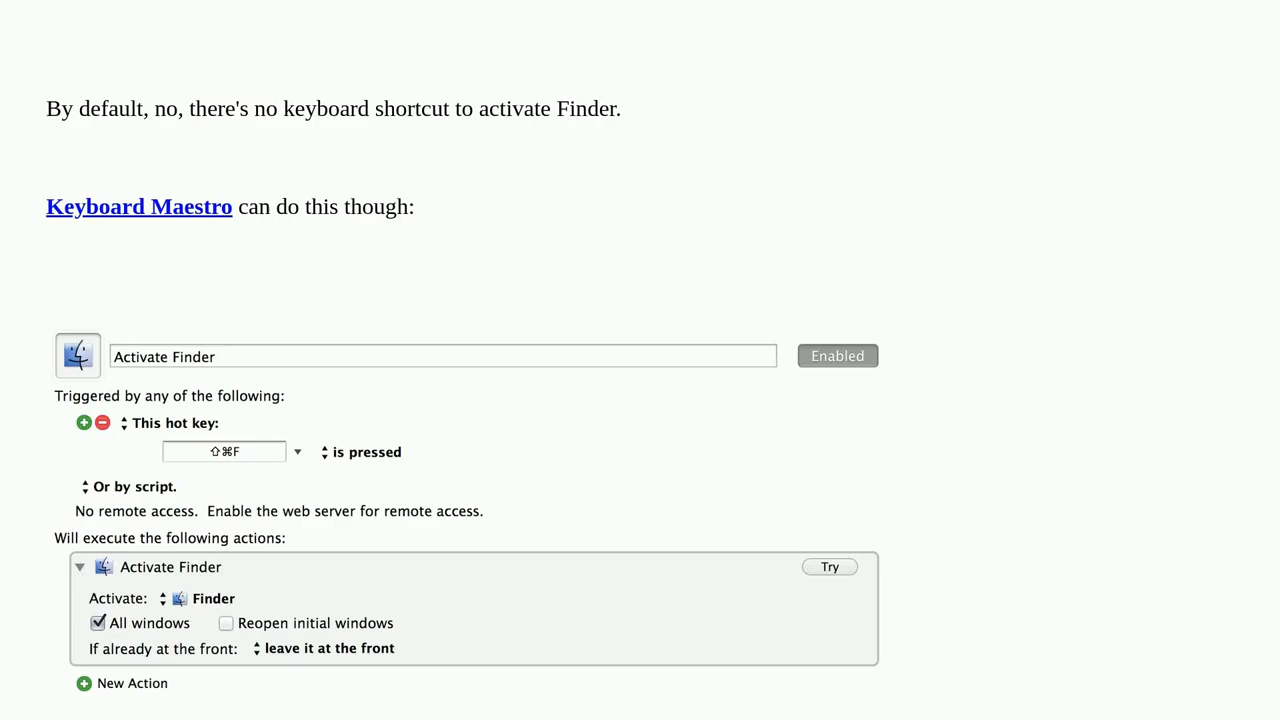 By default, no, there's no keyboard shortcut to activate Finder.
Keyboard Maestro can do this though:
Activate Finder Enabled
Triggered by any of the following:
This hot key:
⇧⌘F is pressed
Or by script.
No remote access. Enable the web server for remote access.
Will execute the following actions:
Activate Finder Try
Activate: Finder
All windows Reopen initial windows
If already at the front: leave it at the front
New Action